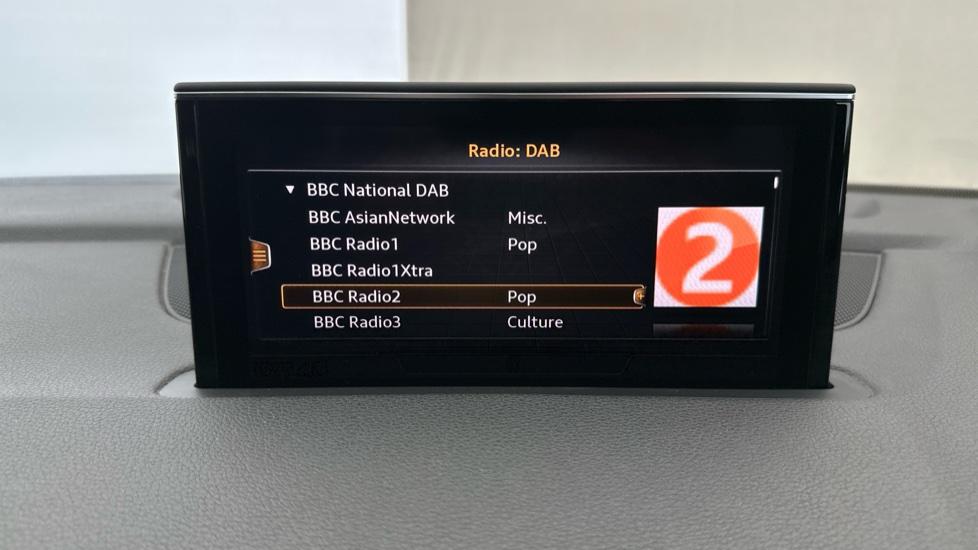 Radio: DAB
BBC National DAB
BBC AsianNetwork Misc.
BBC Radio1 Pop
BBC Radio1Xtra
BBC Radio2 Pop
BBC Radio3 Culture
2